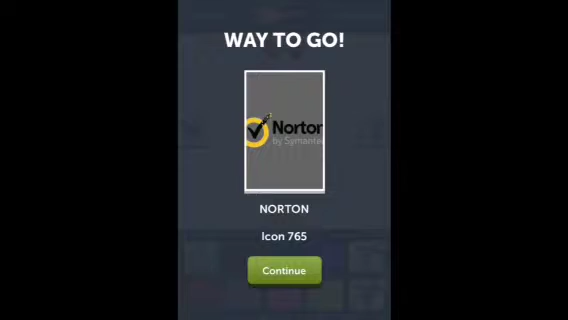 WAY TO GO!
Norton
by Symantec
NORTON
Icon 765
Continue